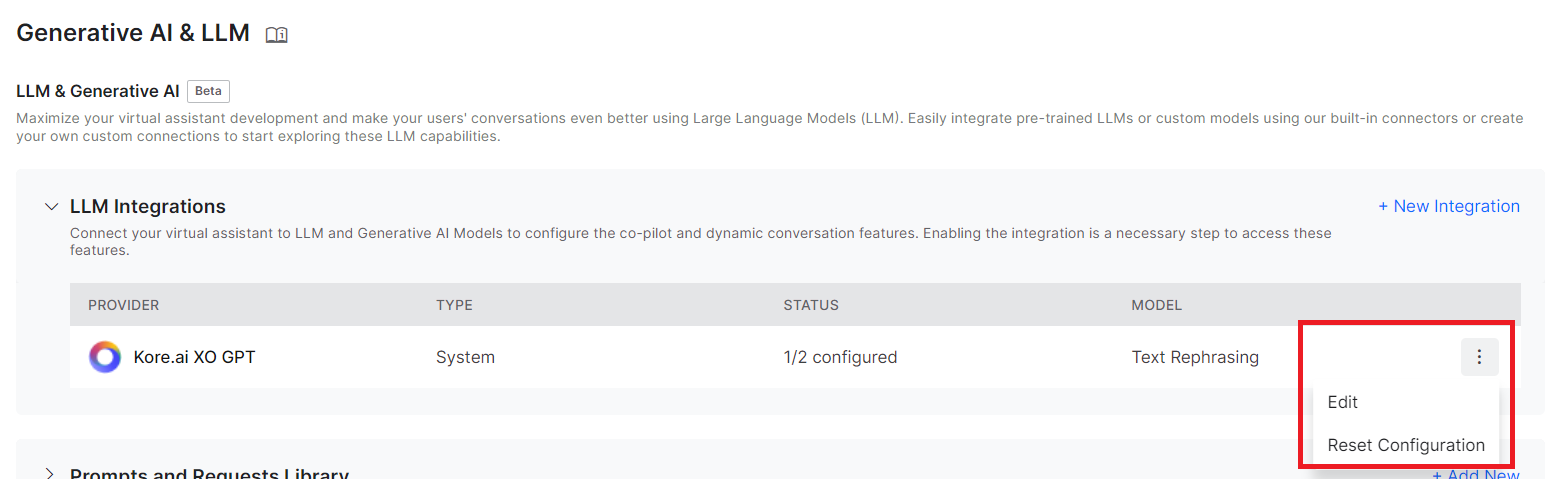 Generative AI & LLM
LLM & Generative AI Beta
Maximize your virtual assistant development and make your users' conversations even better using Large Language Models (LLM). Easily integrate pre-trained LLMs or custom models using our built-in connectors or create
your own custom connections to start exploring these LLM capabilities.
LLM Integrations + New Integration
Connect your virtual assistant to LLM and Generative AI Models to configure the co-pilot and dynamic conversation features. Enabling the integration is a necessary step to access these
features.
PROVIDER TYPE STATUS MODEL
Kore.ai XO GPT System 1/2 configured Text Rephrasing
Edit
Reset Configuration
Prompts and Requests Library + Add New